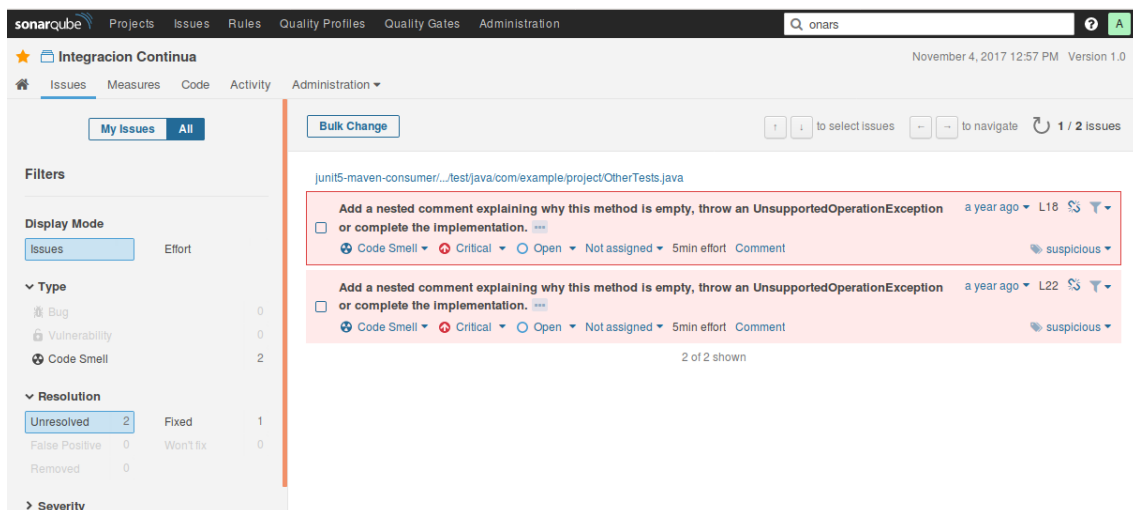 sonarqube Projects Issues Rules Quality Profiles Quality Gates Administration onars ? A
Integracion Continua November 4, 2017 12:57 PM Version 1.0
Issues Measures Code Activity Administration
My Issues All Bulk Change ↑ ↓ to select issues ← → to navigate 1 / 2 issues
Filters
junit5-maven-consumer/.../test/java/com/example/project/OtherTests.java
Display Mode
Issues Effort
Type
Bug 0
Vulnerability 0
Code Smell 2
Resolution
Unresolved 2 Fixed 1
False Positive 0 Won't fix 0
Removed 0
Severity
Add a nested comment explaining why this method is empty, throw an UnsupportedOperationException a year ago L18
or complete the implementation. ...
Code Smell Critical Open Not assigned 5min effort Comment suspicious
Add a nested comment explaining why this method is empty, throw an UnsupportedOperationException a year ago L22
or complete the implementation. ...
Code Smell Critical Open Not assigned 5min effort Comment suspicious
2 of 2 shown